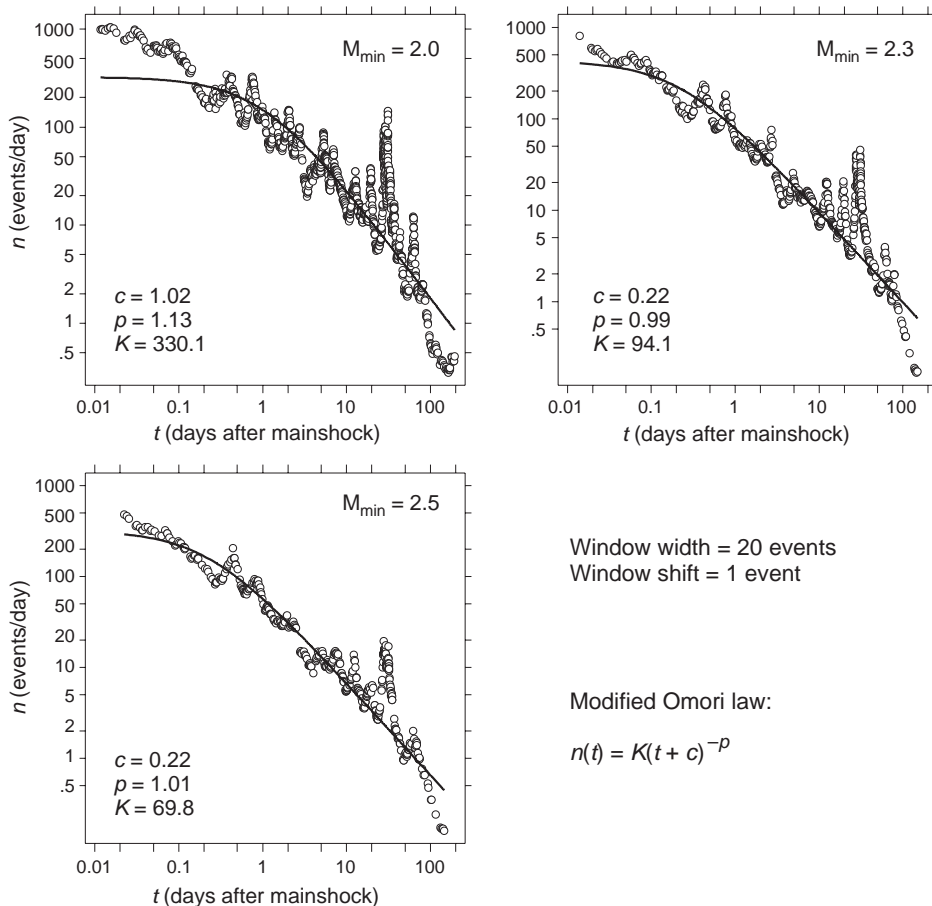 M_min = 2.0
1000
500
200
100
50
20
10
5
2
1
.5
n (events/day)
c = 1.02
p = 1.13
K = 330.1
0.01 0.1 1 10 100
t (days after mainshock)
M_min = 2.3
1000
500
200
100
50
20
10
5
2
1
.5
n (events/day)
c = 0.22
p = 0.99
K = 94.1
0.01 0.1 1 10 100
t (days after mainshock)
M_min = 2.5
1000
500
200
100
50
20
10
5
2
1
.5
n (events/day)
c = 0.22
p = 1.01
K = 69.8
0.01 0.1 1 10 100
t (days after mainshock)
Window width = 20 events
Window shift = 1 event
Modified Omori law:
n(t) = K(t + c)^–p